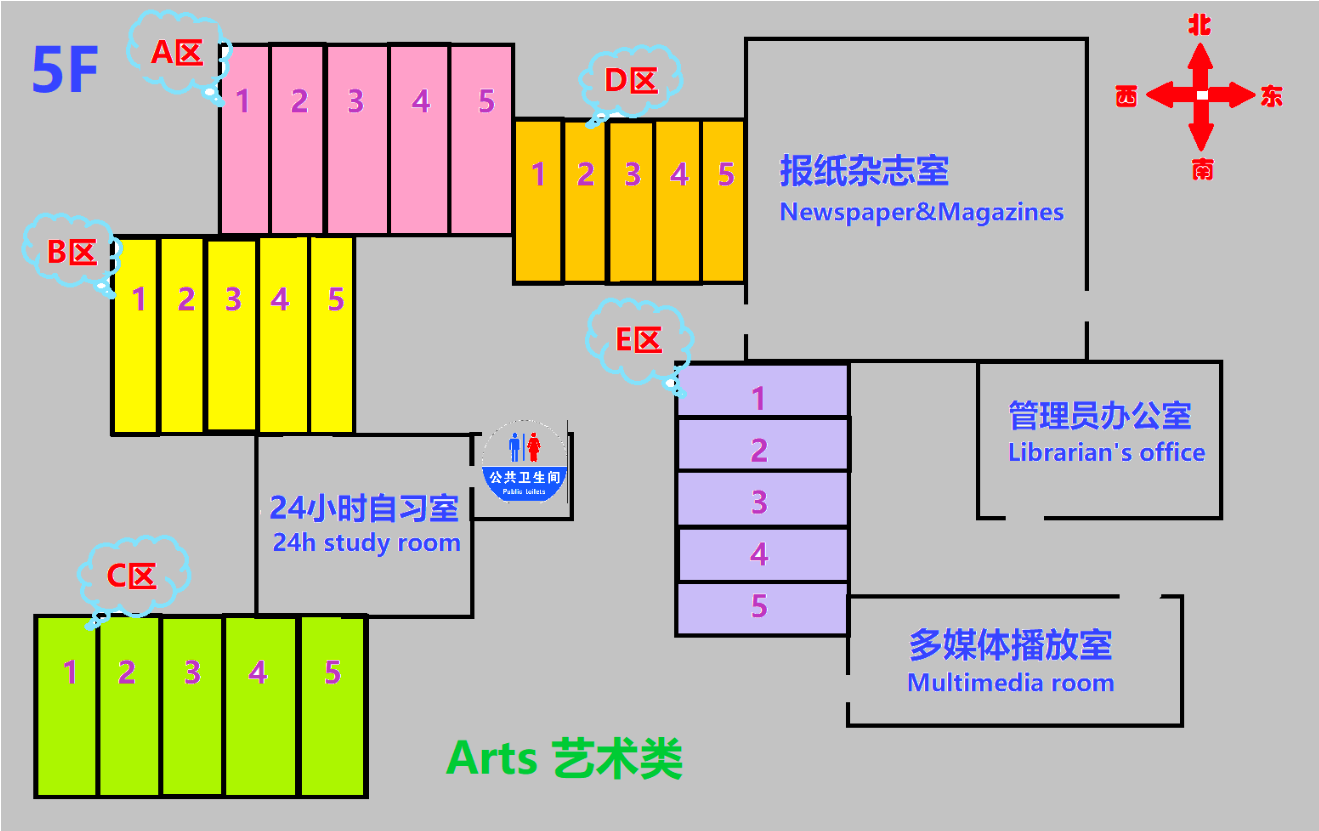 5F
A区
1 2 3 4 5
D区
1 2 3 4 5
北
西 东
南
报纸杂志室
Newspaper&Magazines
B区
1 2 3 4 5
E区
1
2
3
4
5
管理员办公室
Librarian's office
公共卫生间
Public toilets
24小时自习室
24h study room
C区
1 2 3 4 5
多媒体播放室
Multimedia room
Arts 艺术类